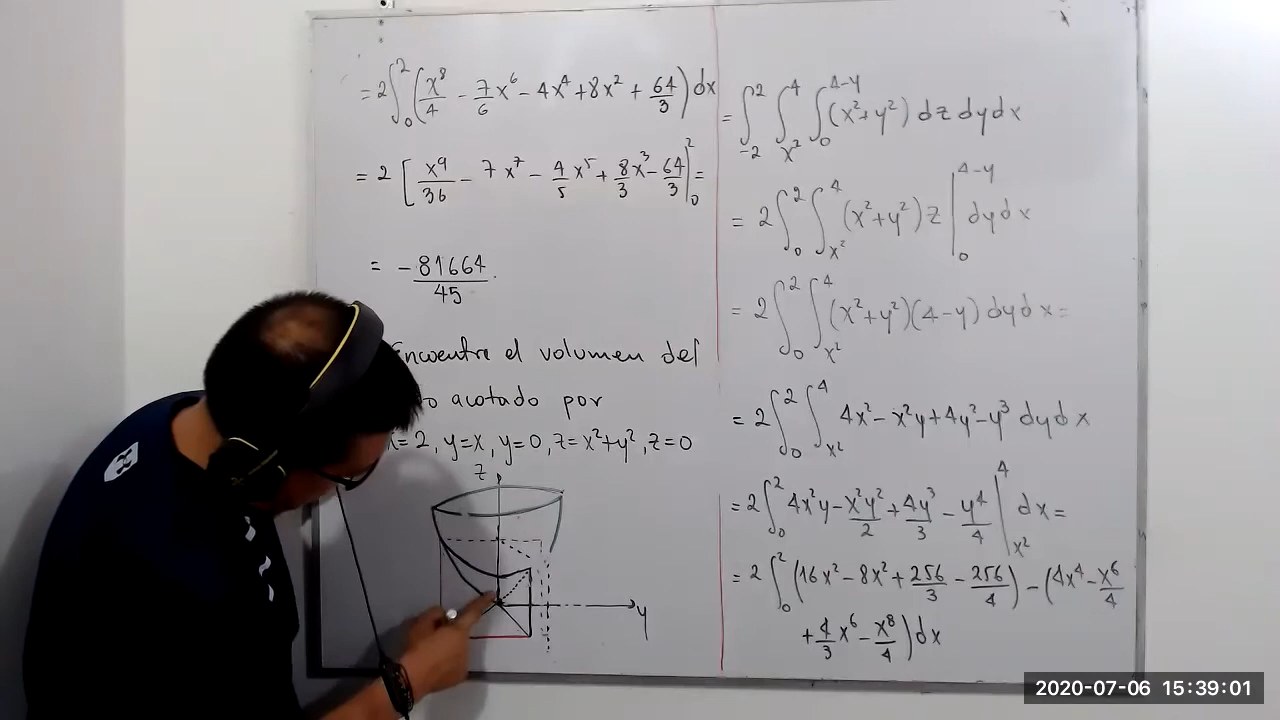 = 2∫₀² (x⁸/4 - 7/6 x⁶ - 4x⁴ + 8x² + 64/3) dx
= 2 [x⁹/36 - 7x⁷ - 4/5 x⁵ + 8/3 x³ - 64/3 |₀² =
= -81664/45.
Encuentre el volumen del
acotado por
x=2, y=x, y=0, z=x²+y², z=0
z
y
= ∫₋₂² ∫ₓ²⁴ ∫₀⁴⁻ʸ (x²+y²) dz dy dx
= 2∫₀² ∫ₓ²⁴ (x²+y²) z |₀⁴⁻ʸ dy dx
= 2∫₀² ∫ₓ²⁴ (x²+y²)(4-y) dy dx =
= 2∫₀² ∫ₓ²⁴ 4x² - x²y + 4y² - y³ dy dx
= 2∫₀² 4x²y - x²y²/2 + 4y³/3 - y⁴/4 |ₓ²⁴ dx =
= 2∫₀² (16x² - 8x² + 256/3 - 256/4) - (4x⁴ - x⁶/4
+ 4/3 x⁶ - x⁸/4) dx
2020-07-06 15:39:01